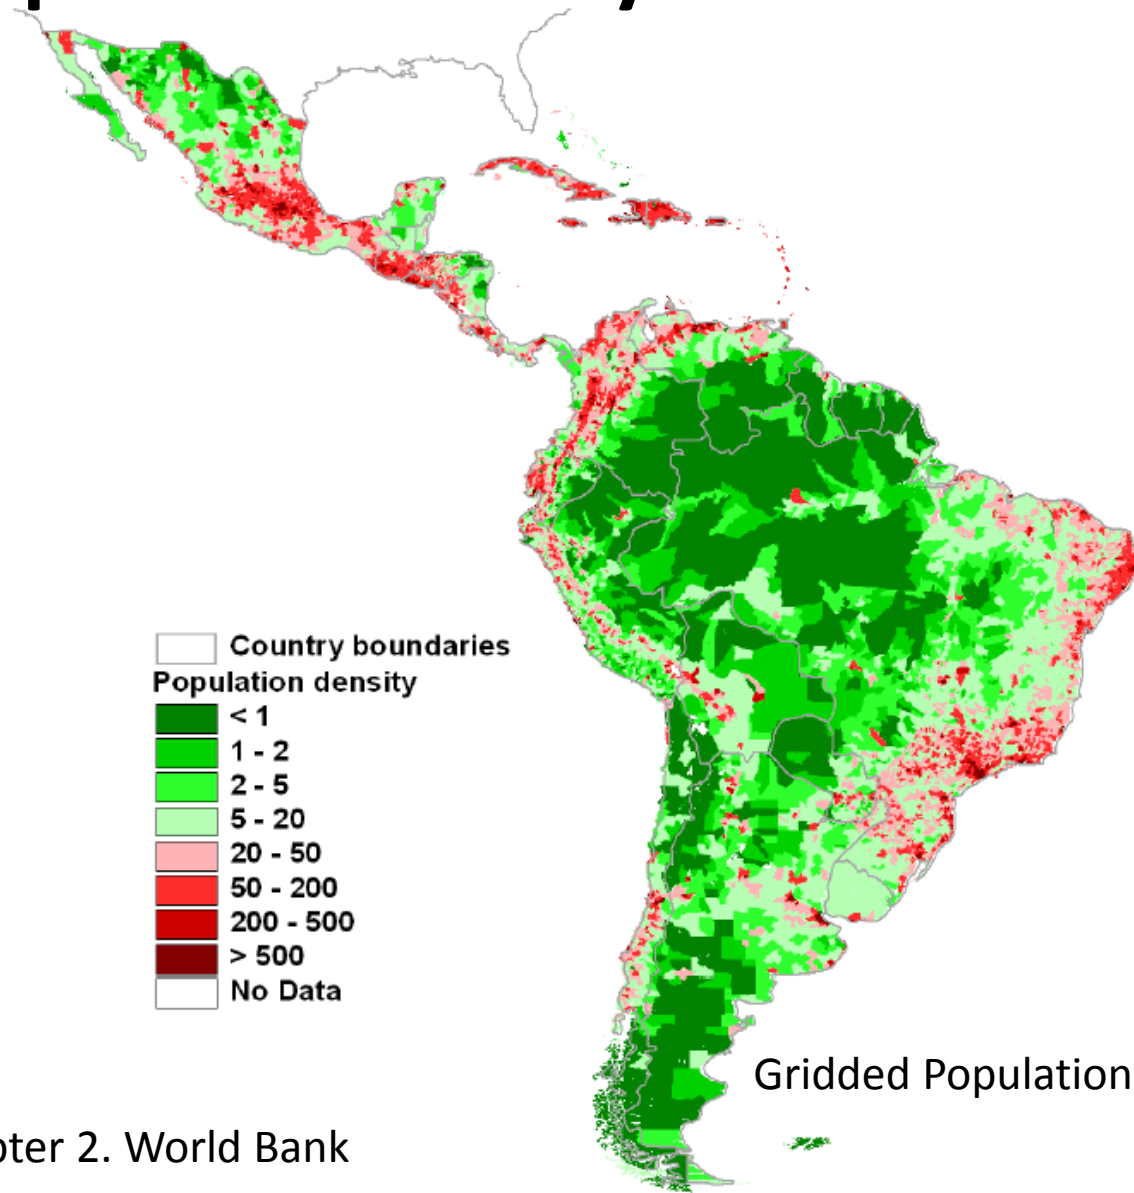 Country boundaries
Population density
< 1
1 - 2
2 - 5
5 - 20
20 - 50
50 - 200
200 - 500
> 500
No Data
Gridded Population
2. World Bank